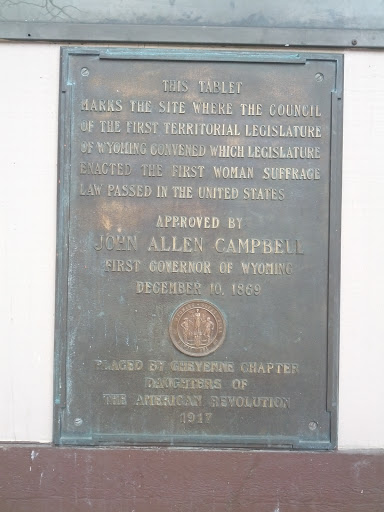 THIS TABLET
MARKS THE SITE WHERE THE COUNCIL
OF THE FIRST TERRITORIAL LEGISLATURE
OF WYOMING CONVENED WHICH LEGISLATURE
ENACTED THE FIRST WOMAN SUFFRAGE
LAW PASSED IN THE UNITED STATES
APPROVED BY
JOHN ALLEN CAMPBELL
FIRST GOVERNOR OF WYOMING
DECEMBER 10, 1869
PLACED BY CHEYENNE CHAPTER
DAUGHTERS OF
THE AMERICAN REVOLUTION
1917